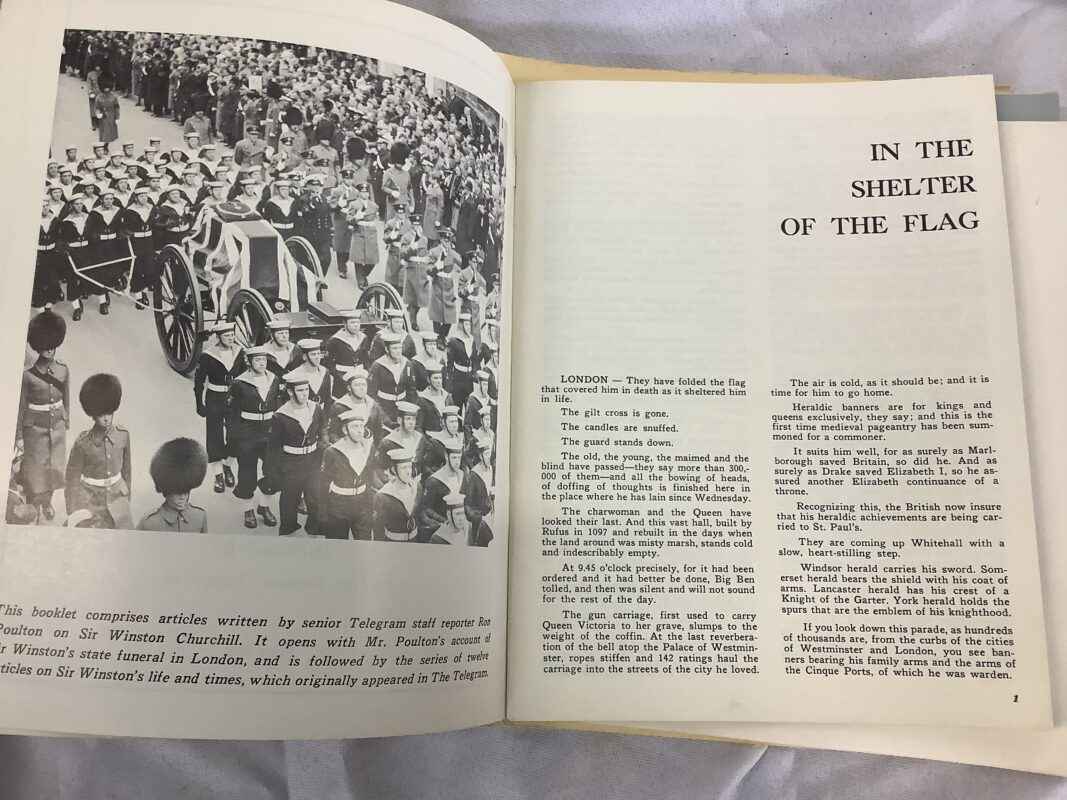 This booklet comprises articles written by senior Telegram staff reporter Ron
Poulton on Sir Winston Churchill. It opens with Mr. Poulton's account of
ir Winston's state funeral in London, and is followed by the series of twelve
ticles on Sir Winston's life and times, which originally appeared in The Telegram.
IN THE
SHELTER
OF THE FLAG
LONDON — They have folded the flag
that covered him in death as it sheltered him
in life.
The gilt cross is gone.
The candles are snuffed.
The guard stands down.
The old, the young, the maimed and the
blind have passed—they say more than 300,-
000 of them—and all the bowing of heads,
of doffing of thoughts is finished here in
the place where he has lain since Wednesday.
The charwoman and the Queen have
looked their last. And this vast hall, built by
Rufus in 1097 and rebuilt in the days when
the land around was misty marsh, stands cold
and indescribably empty.
At 9.45 o'clock precisely, for it had been
ordered and it had better be done, Big Ben
tolled, and then was silent and will not sound
for the rest of the day.
The gun carriage, first used to carry
Queen Victoria to her grave, slumps to the
weight of the coffin. At the last reverbera-
tion of the bell atop the Palace of Westmin-
ster, ropes stiffen and 142 ratings haul the
carriage into the streets of the city he loved.
The air is cold, as it should be; and it is
time for him to go home.
Heraldic banners are for kings and
queens exclusively, they say; and this is the
first time medieval pageantry has been sum-
moned for a commoner.
It suits him well, for as surely as Marl-
borough saved Britain, so did he. And as
surely as Drake saved Elizabeth I, so he as-
sured another Elizabeth continuance of a
throne.
Recognizing this, the British now insure
that his heraldic achievements are being car-
ried to St. Paul's.
They are coming up Whitehall with a
slow, heart-stilling step.
Windsor herald carries his sword. Som-
erset herald bears the shield with his coat of
arms. Lancaster herald has his crest of a
Knight of the Garter. York herald holds the
spurs that are the emblem of his knighthood.
If you look down this parade, as hundreds
of thousands are, from the curbs of the cities
of Westminster and London, you see ban-
ners bearing his family arms and the arms of
the Cinque Ports, of which he was warden.
1